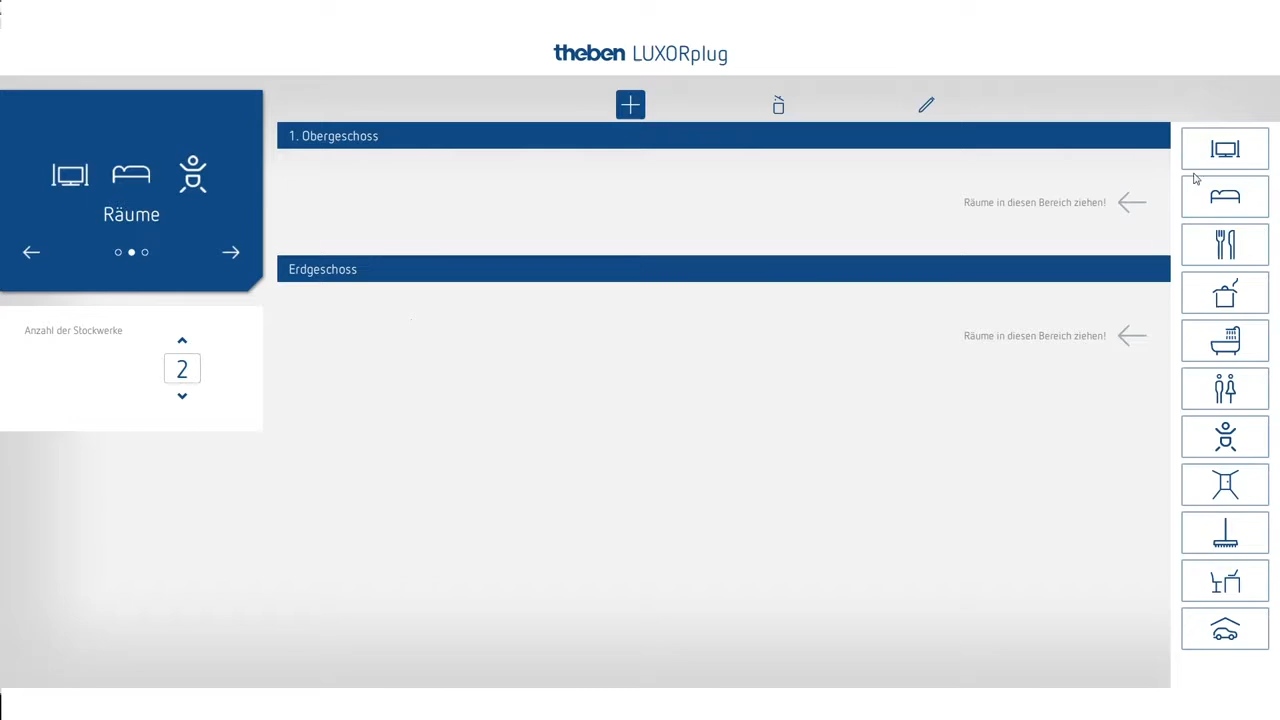 theben LUXORplug
1. Obergeschoss
Räume in diesen Bereich ziehen!
Erdgeschoss
Räume in diesen Bereich ziehen!
Räume
Anzahl der Stockwerke
2